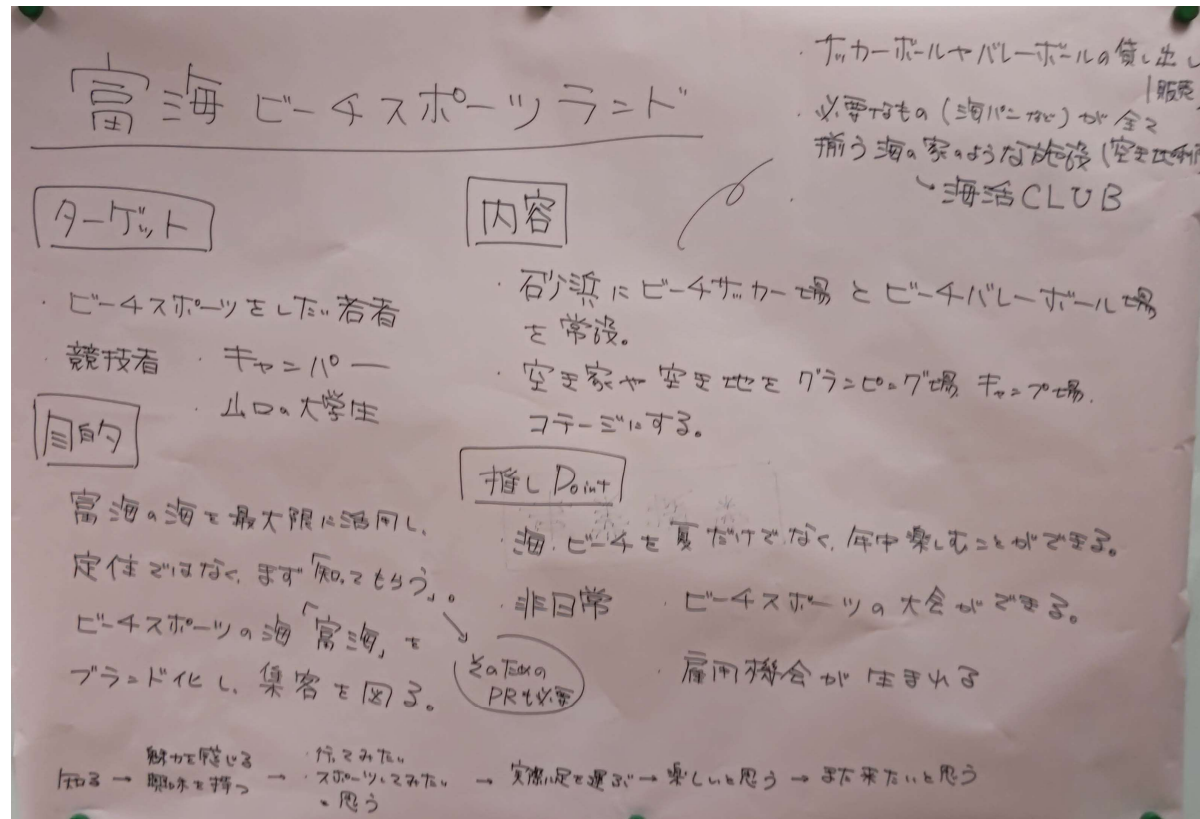 富海ビーチスポーツランド
・サッカーボールやバレーボールの貸し出し
販売
・必要なもの（海パンなど）が全て
揃う海の家のような施設（空き地利
↘海活CLUB
ターゲット
・ビーチスポーツをしたい若者
・競技者 ・キャンパー
・山口の大学生
目的
富海の海を最大限に活用し、
定住ではなく、まず「知ってもらう」。
ビーチスポーツの海「富海」を
ブランド化し、集客を図る。
そのための
PRも必要
内容
・砂浜にビーチサッカー場とビーチバレーボール場
を常設。
・空き家や空き地をグランピング場、キャンプ場、
コテージにする。
推しPoint
・海、ビーチを夏だけでなく、年中楽しむことができる。
・非日常 ・ビーチスポーツの大会ができる。
・雇用機会が生まれる
知る→魅力を感じる
興味を持つ→・行ってみたい
・スポーツしてみたい
と思う→実際に足を運ぶ→楽しいと思う→また来たいと思う